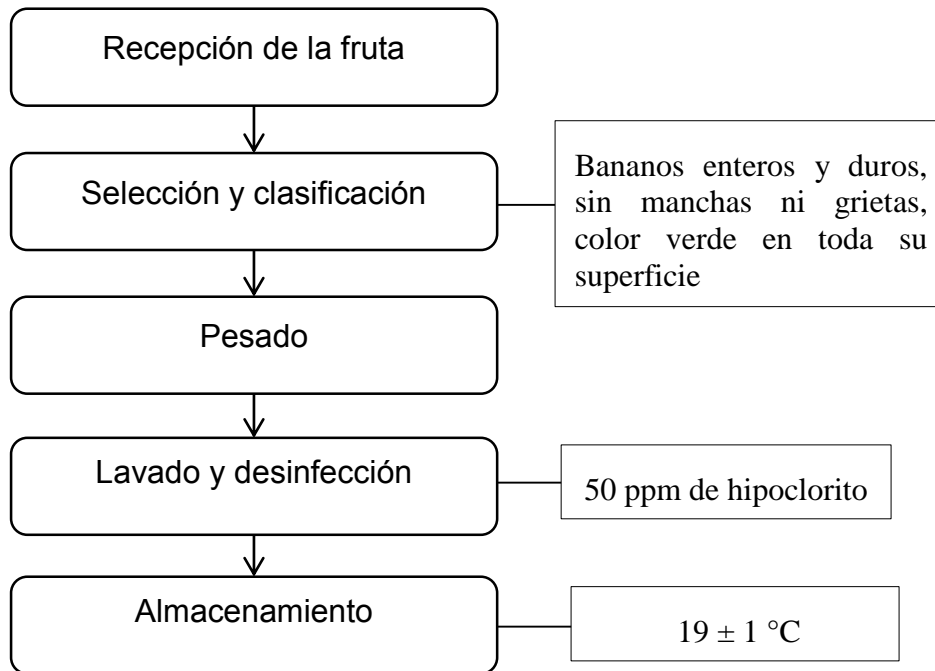 Recepción de la fruta
Selección y clasificación
Bananos enteros y duros,
sin manchas ni grietas,
color verde en toda su
superficie
Pesado
Lavado y desinfección
50 ppm de hipoclorito
Almacenamiento
19 ± 1 °C